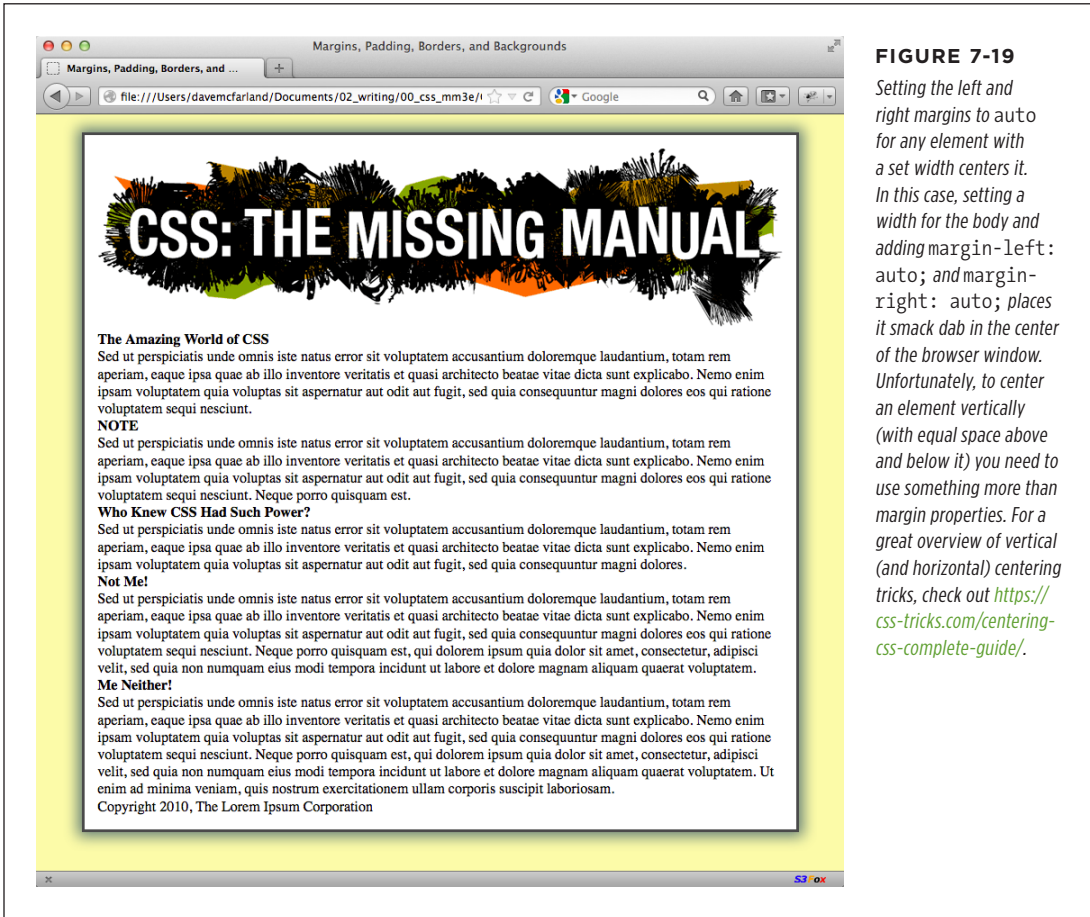 Margins, Padding, Borders, and Backgrounds
Margins, Padding, Borders, and ...
file:///Users/davemcfarland/Documents/02_writing/00_css_mm3e/
Google
CSS: THE MISSING MANUAL
The Amazing World of CSS
Sed ut perspiciatis unde omnis iste natus error sit voluptatem accusantium doloremque laudantium, totam rem
aperiam, eaque ipsa quae ab illo inventore veritatis et quasi architecto beatae vitae dicta sunt explicabo. Nemo enim
ipsam voluptatem quia voluptas sit aspernatur aut odit aut fugit, sed quia consequuntur magni dolores eos qui ratione
voluptatem sequi nesciunt.
NOTE
Sed ut perspiciatis unde omnis iste natus error sit voluptatem accusantium doloremque laudantium, totam rem
aperiam, eaque ipsa quae ab illo inventore veritatis et quasi architecto beatae vitae dicta sunt explicabo. Nemo enim
ipsam voluptatem quia voluptas sit aspernatur aut odit aut fugit, sed quia consequuntur magni dolores eos qui ratione
voluptatem sequi nesciunt. Neque porro quisquam est.
Who Knew CSS Had Such Power?
Sed ut perspiciatis unde omnis iste natus error sit voluptatem accusantium doloremque laudantium, totam rem
aperiam, eaque ipsa quae ab illo inventore veritatis et quasi architecto beatae vitae dicta sunt explicabo. Nemo enim
ipsam voluptatem quia voluptas sit aspernatur aut odit aut fugit, sed quia consequuntur magni dolores.
Not Me!
Sed ut perspiciatis unde omnis iste natus error sit voluptatem accusantium doloremque laudantium, totam rem
aperiam, eaque ipsa quae ab illo inventore veritatis et quasi architecto beatae vitae dicta sunt explicabo. Nemo enim
ipsam voluptatem quia voluptas sit aspernatur aut odit aut fugit, sed quia consequuntur magni dolores eos qui ratione
voluptatem sequi nesciunt. Neque porro quisquam est, qui dolorem ipsum quia dolor sit amet, consectetur, adipisci
velit, sed quia non numquam eius modi tempora incidunt ut labore et dolore magnam aliquam quaerat voluptatem.
Me Neither!
Sed ut perspiciatis unde omnis iste natus error sit voluptatem accusantium doloremque laudantium, totam rem
aperiam, eaque ipsa quae ab illo inventore veritatis et quasi architecto beatae vitae dicta sunt explicabo. Nemo enim
ipsam voluptatem quia voluptas sit aspernatur aut odit aut fugit, sed quia consequuntur magni dolores eos qui ratione
voluptatem sequi nesciunt. Neque porro quisquam est, qui dolorem ipsum quia dolor sit amet, consectetur, adipisci
velit, sed quia non numquam eius modi tempora incidunt ut labore et dolore magnam aliquam quaerat voluptatem. Ut
enim ad minima veniam, quis nostrum exercitationem ullam corporis suscipit laboriosam.
Copyright 2010, The Lorem Ipsum Corporation
S3Fox
FIGURE 7-19
Setting the left and
right margins to auto
for any element with
a set width centers it.
In this case, setting a
width for the body and
adding margin-left:
auto; and margin-
right: auto; places
it smack dab in the center
of the browser window.
Unfortunately, to center
an element vertically
(with equal space above
and below it) you need to
use something more than
margin properties. For a
great overview of vertical
(and horizontal) centering
tricks, check out https://
css-tricks.com/centering-
css-complete-guide/.